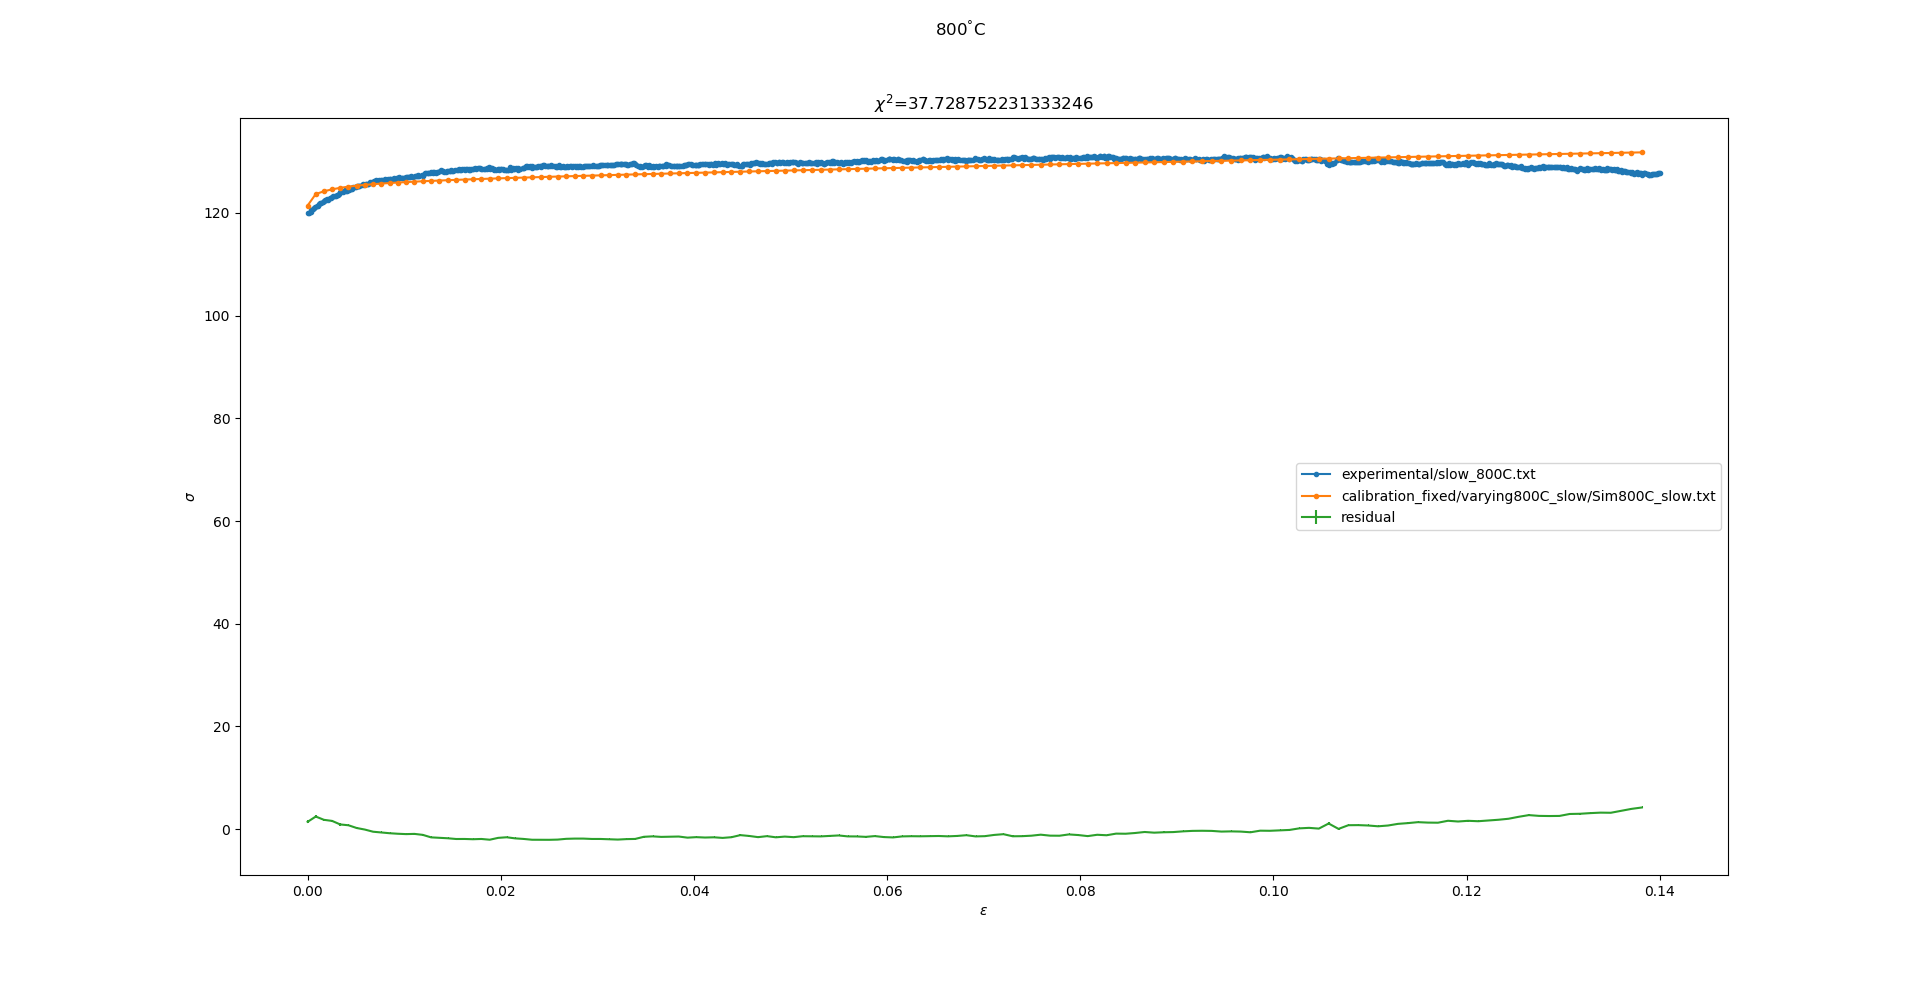 800°C
χ²=37.728752231333246
σ
120
100
80
60
40
20
0
experimental/slow_800C.txt
calibration_fixed/varying800C_slow/Sim800C_slow.txt
residual
0.00 0.02 0.04 0.06 0.08 0.10 0.12 0.14
ε